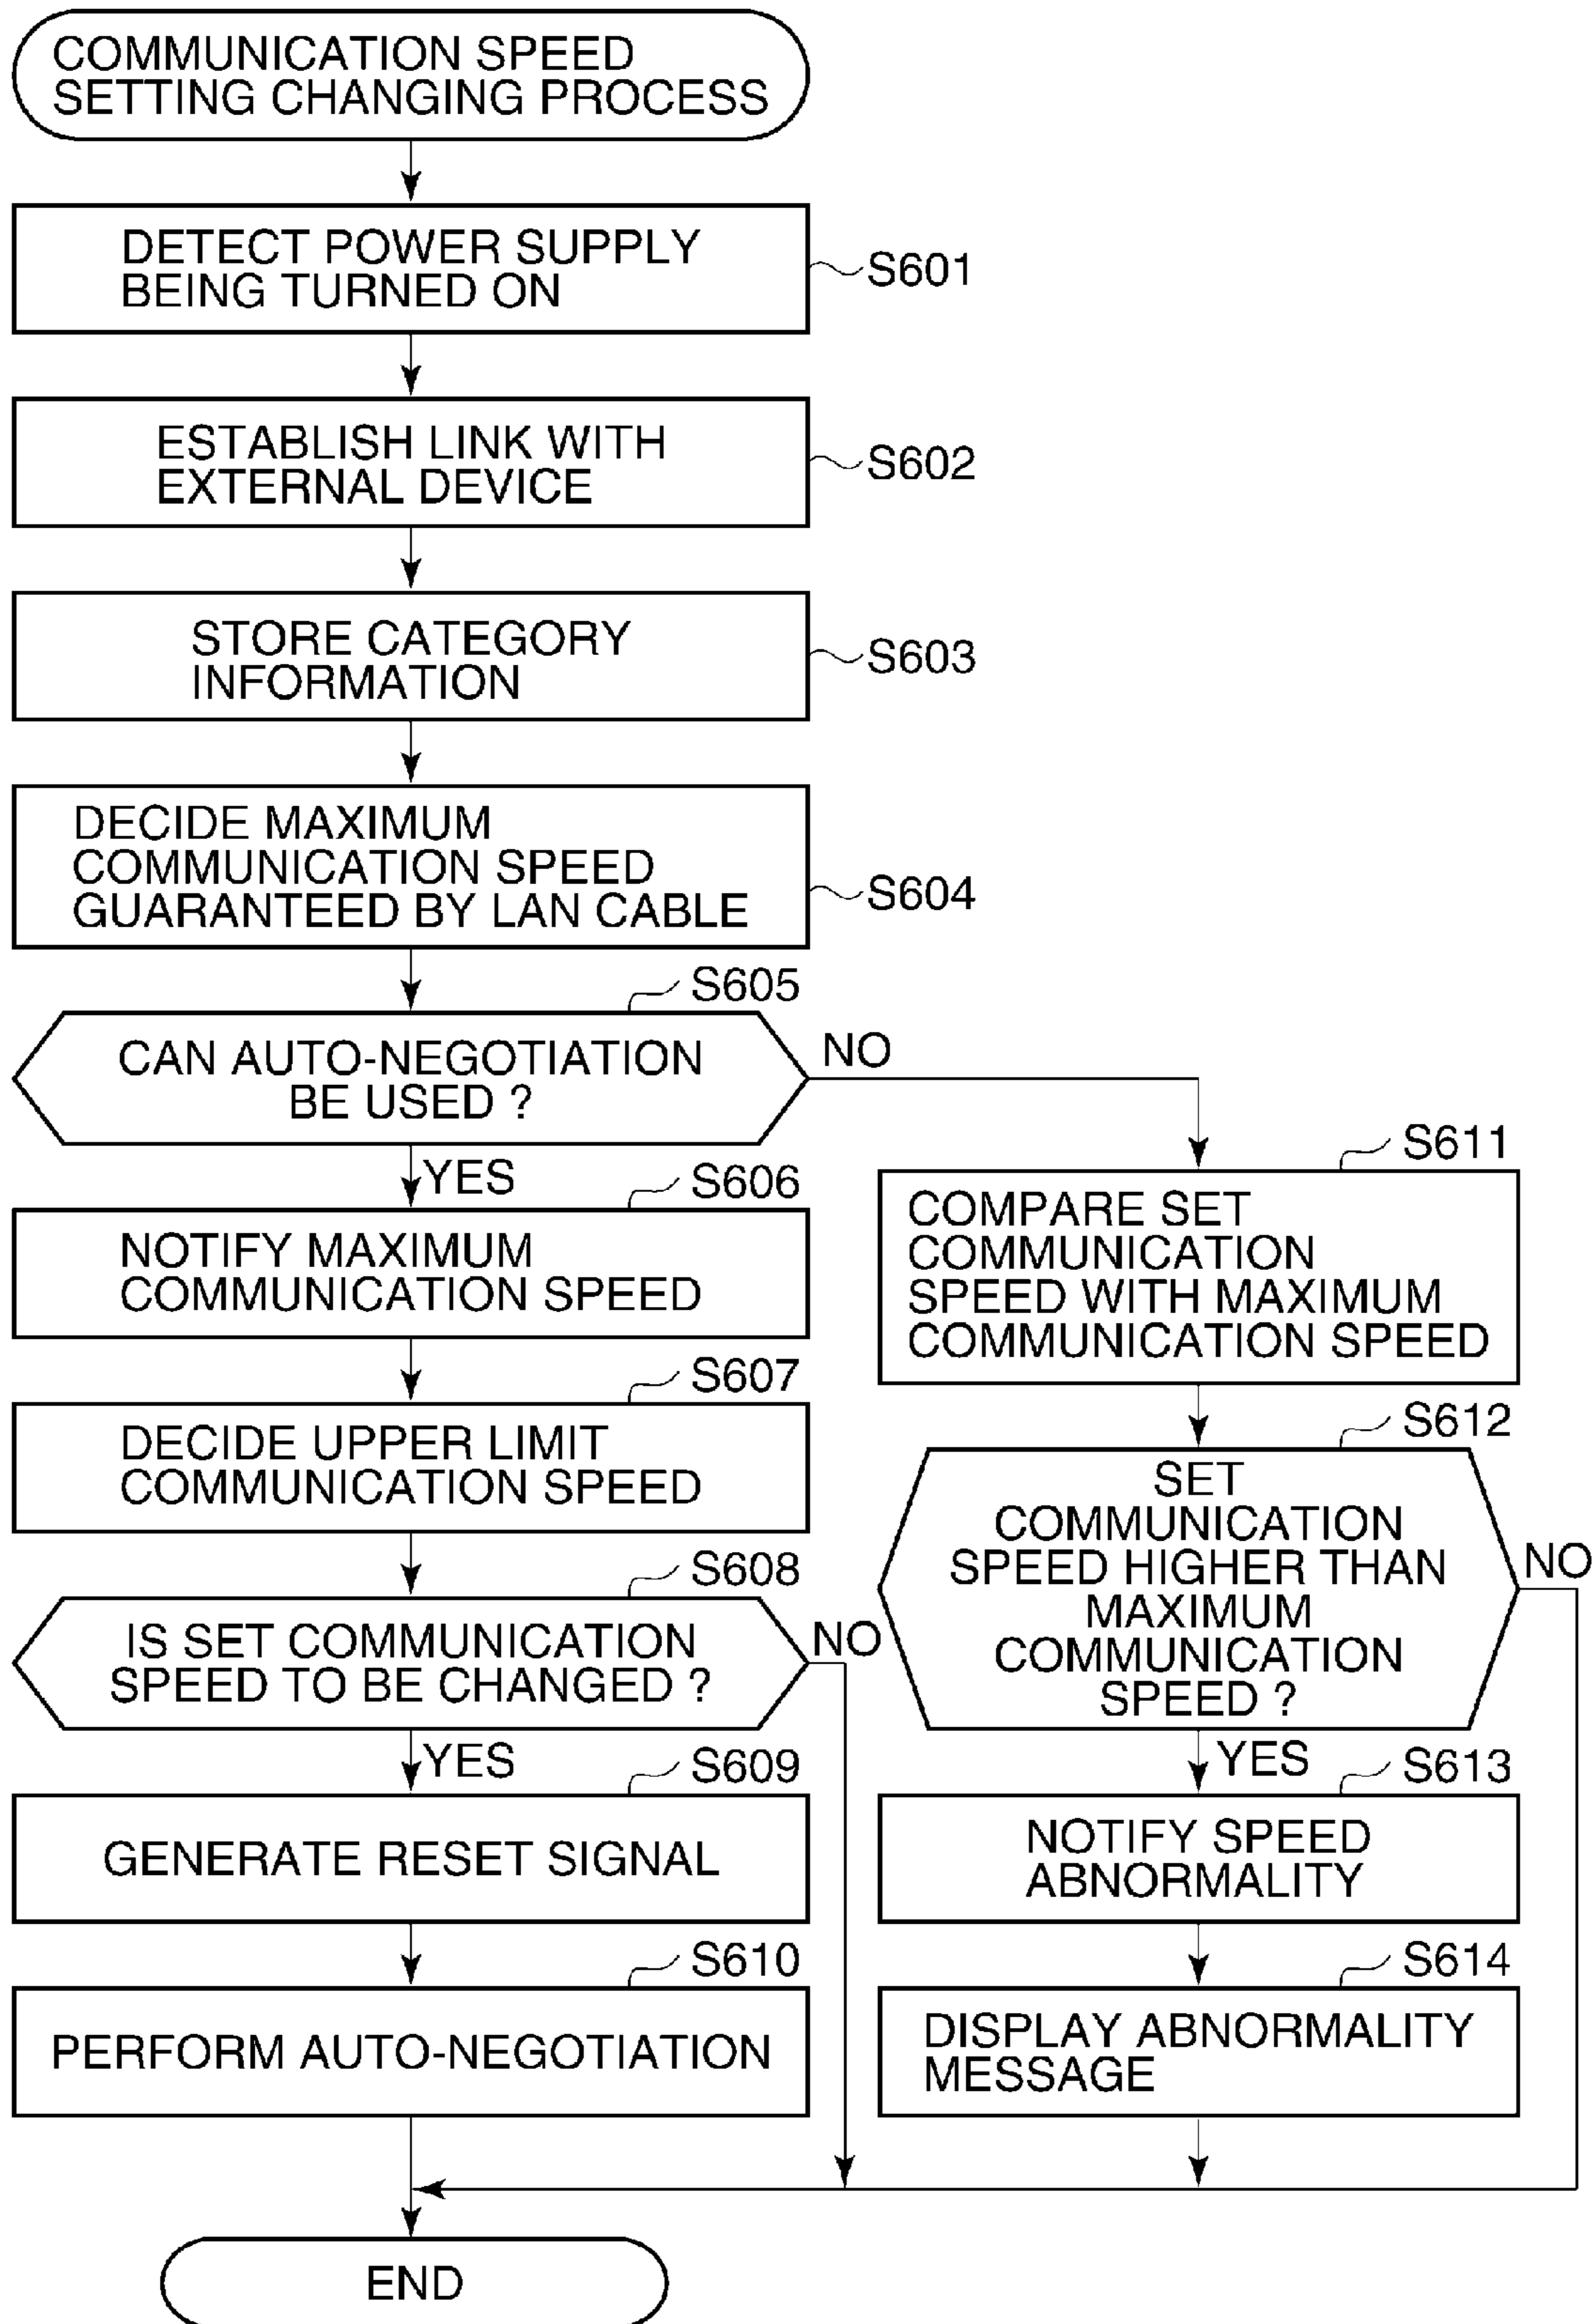 COMMUNICATION SPEED
SETTING CHANGING PROCESS
DETECT POWER SUPPLY
BEING TURNED ON
S601
ESTABLISH LINK WITH
EXTERNAL DEVICE
S602
STORE CATEGORY
INFORMATION
S603
DECIDE MAXIMUM
COMMUNICATION SPEED
GUARANTEED BY LAN CABLE
S604
S605
CAN AUTO-NEGOTIATION
BE USED ?
NO
YES
S606
NOTIFY MAXIMUM
COMMUNICATION SPEED
S607
DECIDE UPPER LIMIT
COMMUNICATION SPEED
S608
IS SET COMMUNICATION
SPEED TO BE CHANGED ?
NO
YES
S609
GENERATE RESET SIGNAL
S610
PERFORM AUTO-NEGOTIATION
S611
COMPARE SET
COMMUNICATION
SPEED WITH MAXIMUM
COMMUNICATION SPEED
S612
SET
COMMUNICATION
SPEED HIGHER THAN
MAXIMUM
COMMUNICATION
SPEED ?
NO
YES
S613
NOTIFY SPEED
ABNORMALITY
S614
DISPLAY ABNORMALITY
MESSAGE
END